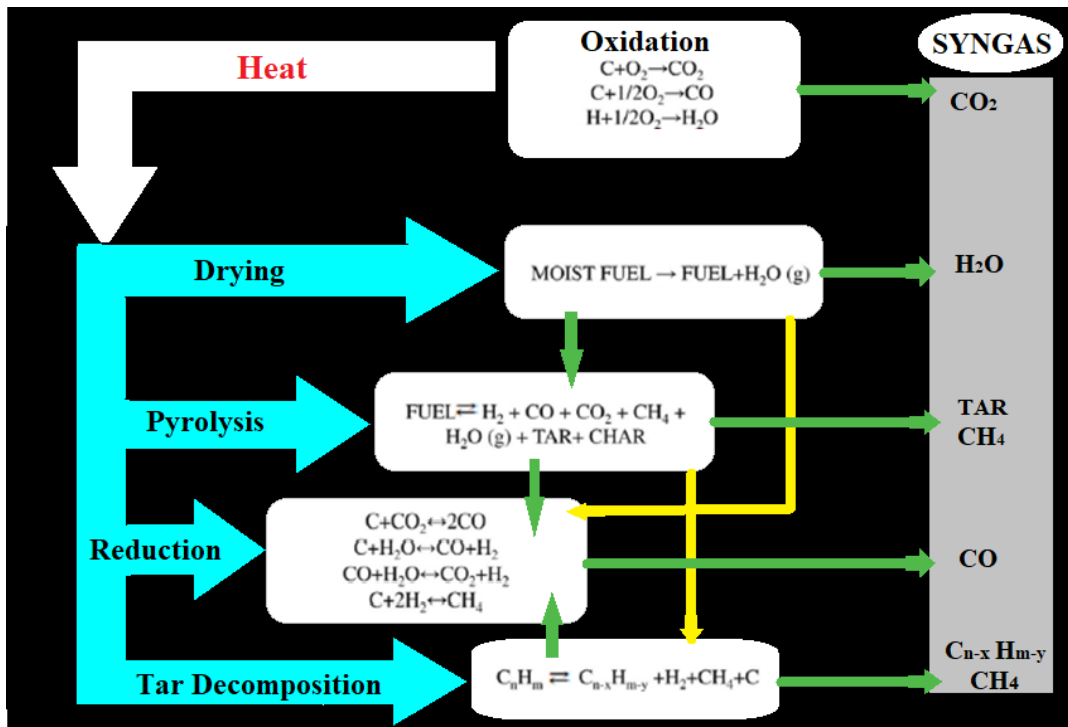 Oxidation
SYNGAS
Heat
C+O₂→CO₂
C+1/2O₂→CO
H+1/2O₂→H₂O
CO₂
Drying
MOIST FUEL → FUEL+H₂O (g)
H₂O
Pyrolysis
FUEL⇌ H₂ + CO + CO₂ + CH₄ +
H₂O (g) + TAR+ CHAR
TAR
CH₄
Reduction
C+CO₂↔2CO
C+H₂O↔CO+H₂
CO+H₂O↔CO₂+H₂
C+2H₂↔CH₄
CO
Tar Decomposition
CₙHₘ ⇌ Cₙ₋ₓHₘ₋y +H₂+CH₄+C
Cn-x Hm-y
CH₄